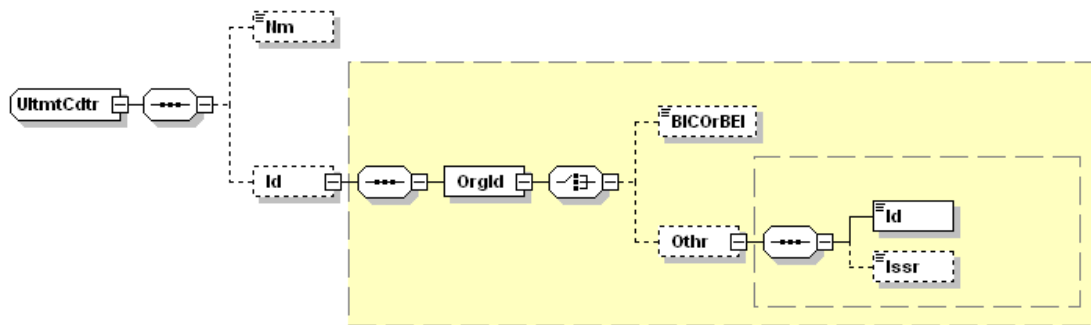 Nm
UltmtCdtr
BICOrBEI
Id
OrgId
Id
Othr
Issr